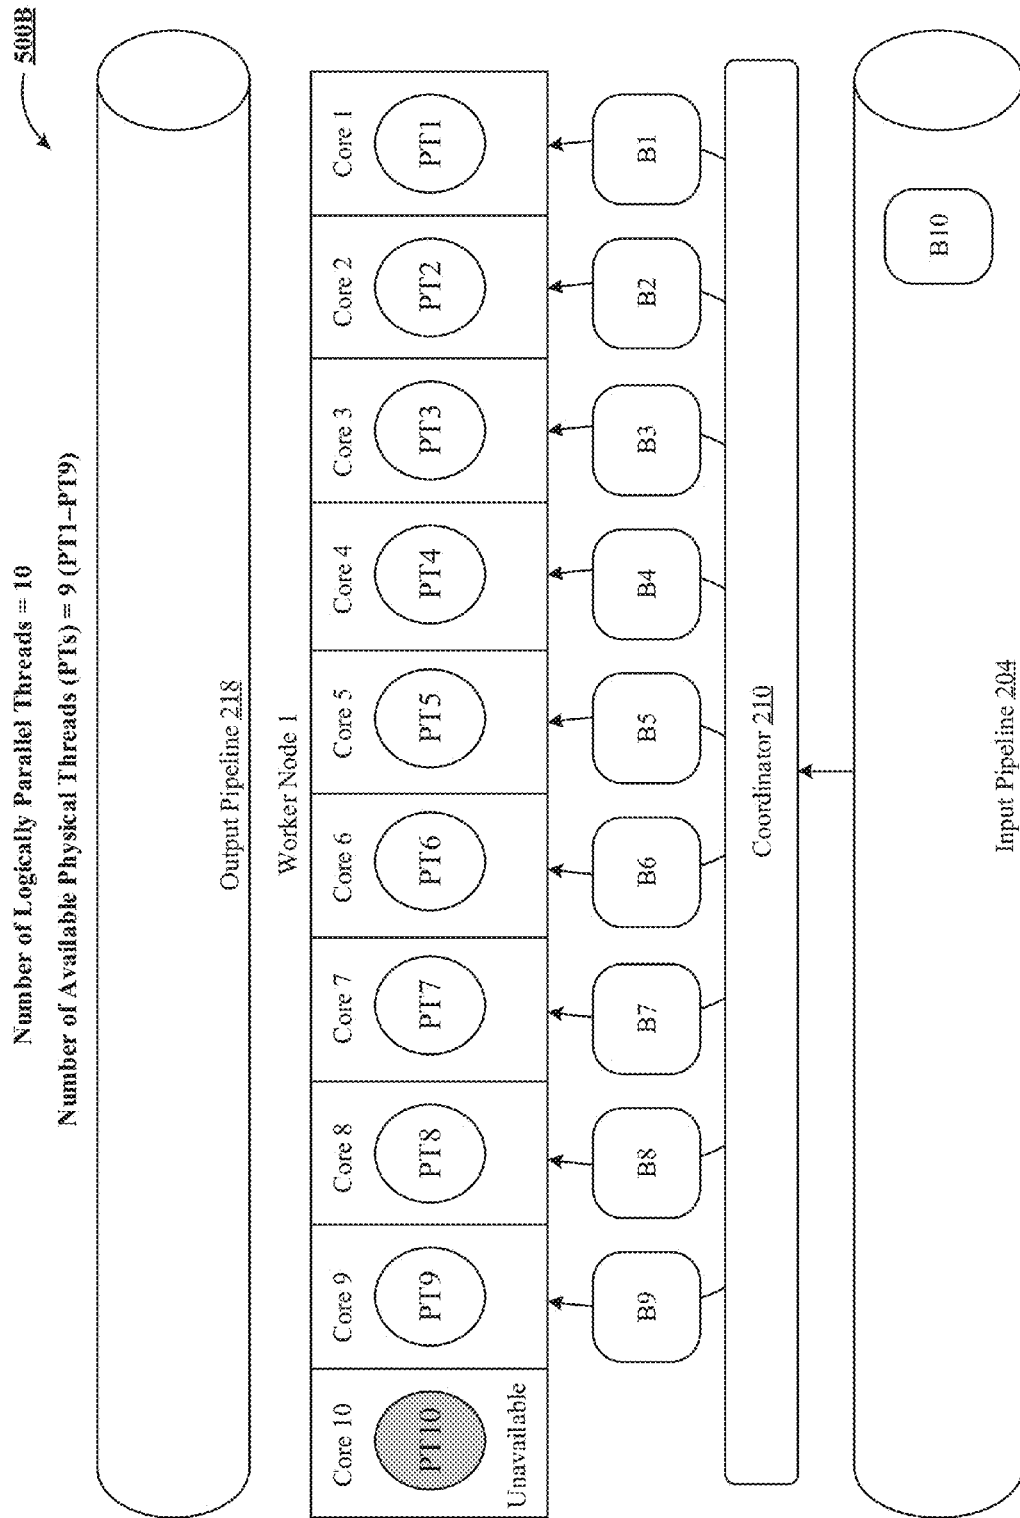 500B
Number of Logically Parallel Threads = 10
Number of Available Physical Threads (PTs) = 9 (PT1–PT9)
Output Pipeline 218
Worker Node 1
Core 10 Core 9 Core 8 Core 7 Core 6 Core 5 Core 4 Core 3 Core 2 Core 1
PT10 PT9 PT8 PT7 PT6 PT5 PT4 PT3 PT2 PT1
Unavailable
B9 B8 B7 B6 B5 B4 B3 B2 B1
Coordinator 210
B10
Input Pipeline 204